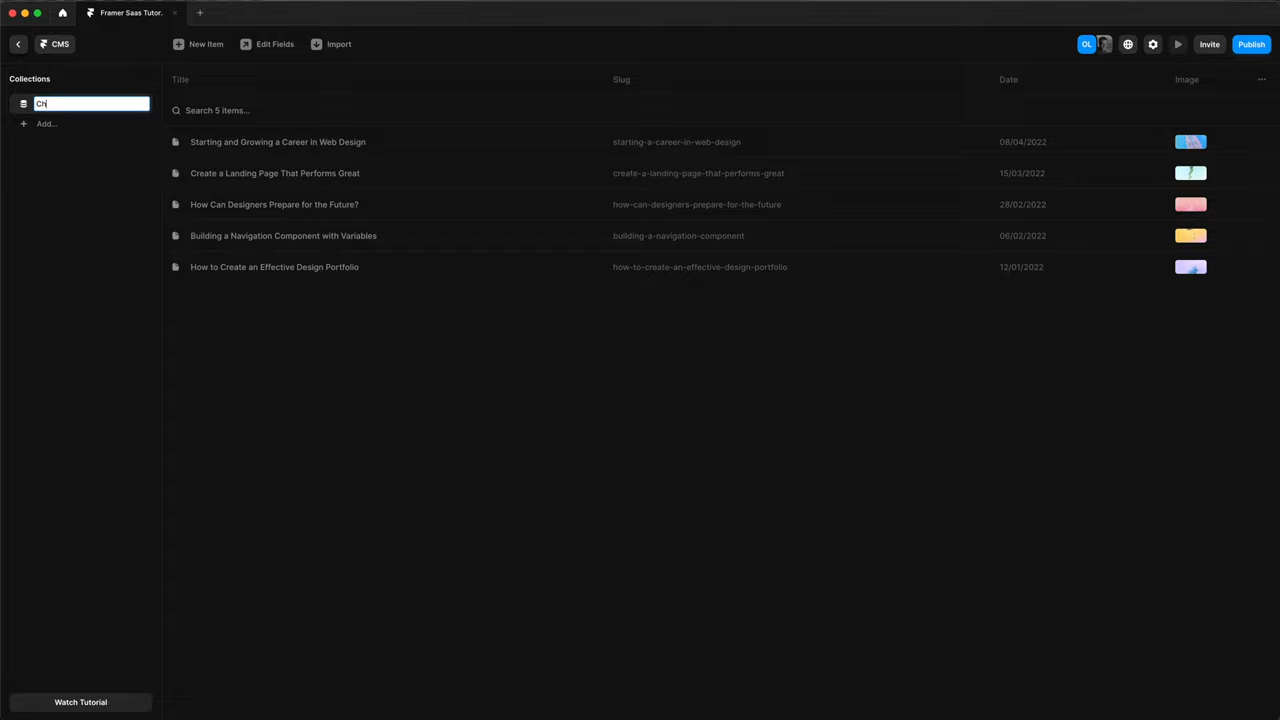 Framer Saas Tutor.
CMS
New Item
Edit Fields
Import
OL
Invite
Publish
Collections
Title
Slug
Date
Image
Ch
Search 5 items...
Add...
Starting and Growing a Career in Web Design
starting-a-career-in-web-design
08/04/2022
Create a Landing Page That Performs Great
create-a-landing-page-that-performs-great
15/03/2022
How Can Designers Prepare for the Future?
how-can-designers-prepare-for-the-future
28/02/2022
Building a Navigation Component with Variables
building-a-navigation-component
06/02/2022
How to Create an Effective Design Portfolio
how-to-create-an-effective-design-portfolio
12/01/2022
Watch Tutorial